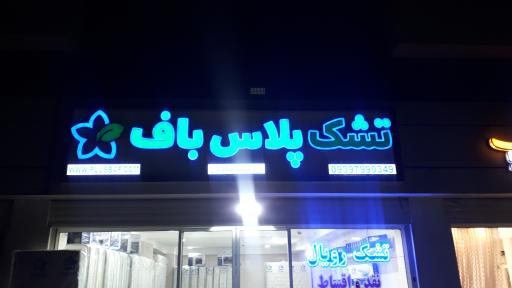 تشک پلاس باف
WWW.PLUSBAF.COM
09397990349
تشک رویال
نقد و اقساط